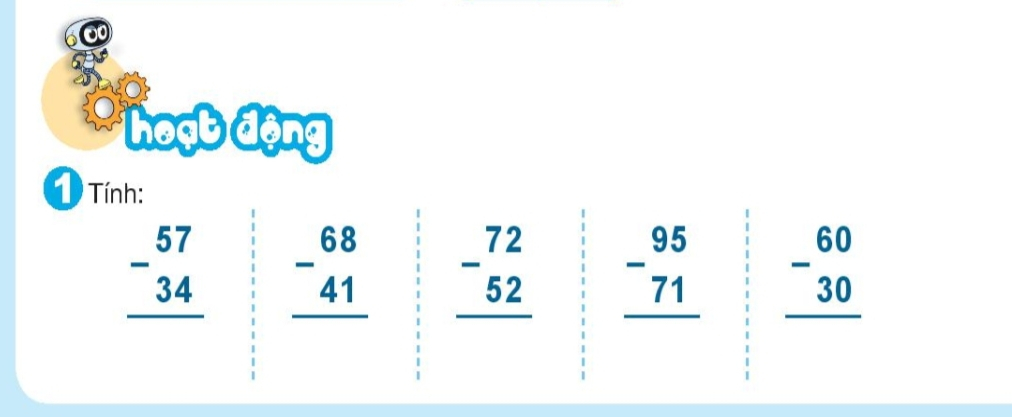 hoạt động
1 Tính:
57 68 72 95 60
− − − − −
34 41 52 71 30